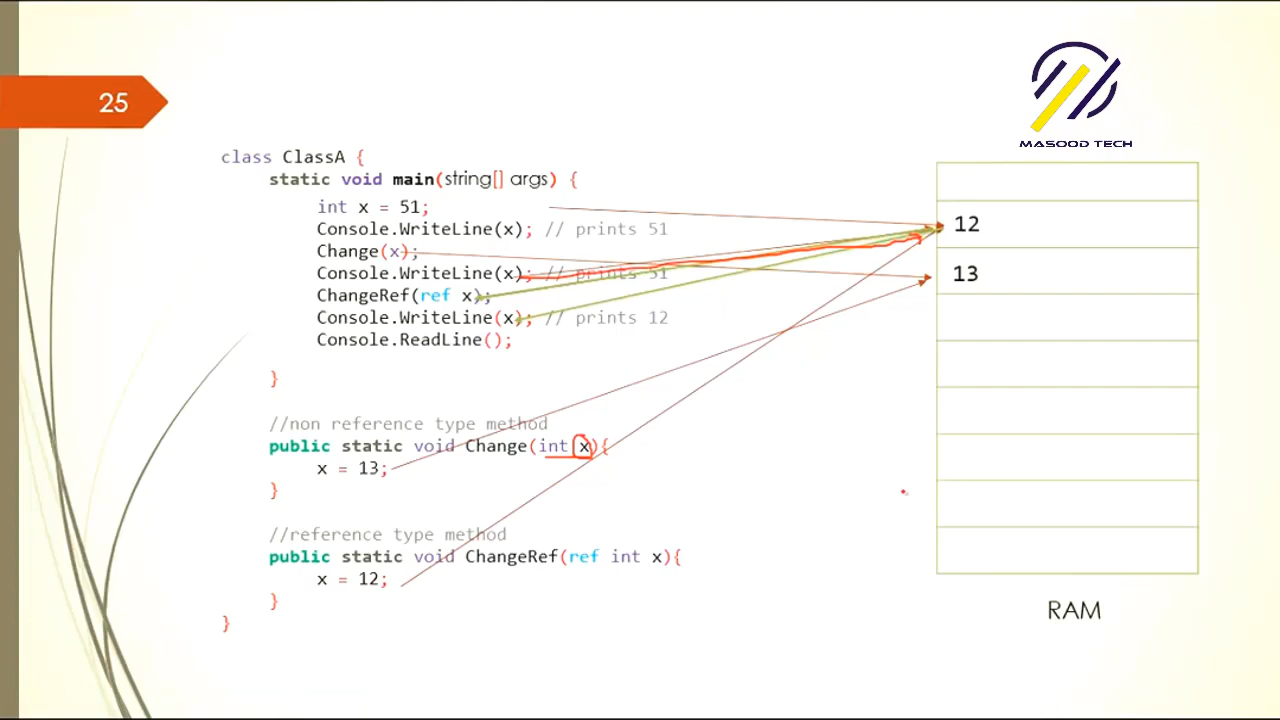 25
MASOOD TECH
class ClassA {
static void main(string[] args) {
int x = 51;
Console.WriteLine(x); // prints 51
Change(x);
Console.WriteLine(x); // prints 51
ChangeRef(ref x);
Console.WriteLine(x); // prints 12
Console.ReadLine();
}
//non reference type method
public static void Change(int x){
x = 13;
}
//reference type method
public static void ChangeRef(ref int x){
x = 12;
}
}
12
13
RAM